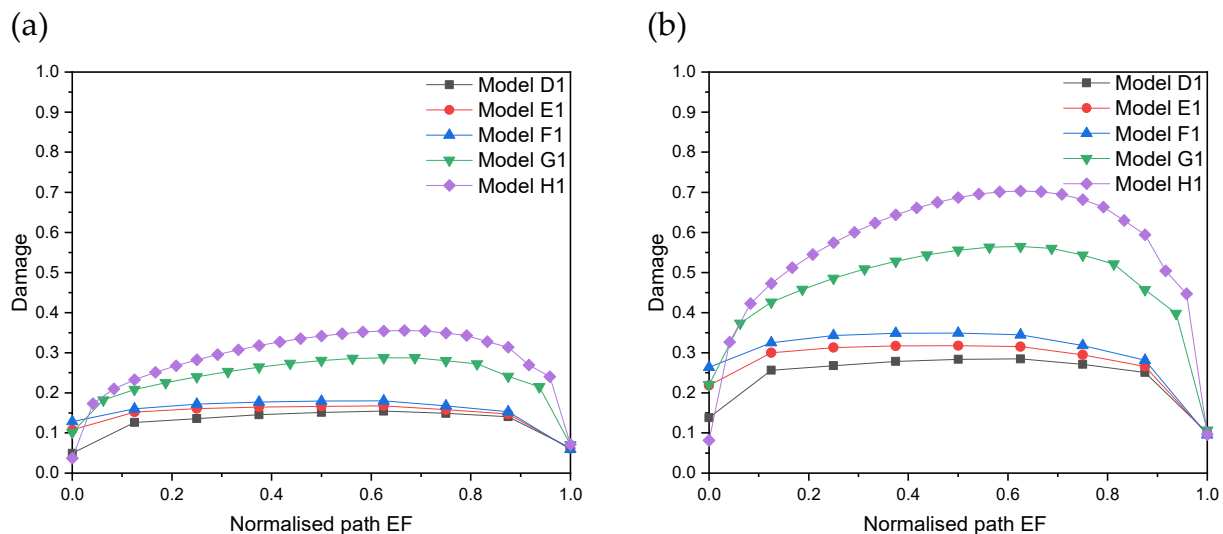 (a)
1.0
0.9
0.8
0.7
0.6
0.5
0.4
0.3
0.2
0.1
0.0
Damage
0.0 0.2 0.4 0.6 0.8 1.0
Normalised path EF
Model D1
Model E1
Model F1
Model G1
Model H1
(b)
1.0
0.9
0.8
0.7
0.6
0.5
0.4
0.3
0.2
0.1
0.0
Damage
0.0 0.2 0.4 0.6 0.8 1.0
Normalised path EF
Model D1
Model E1
Model F1
Model G1
Model H1